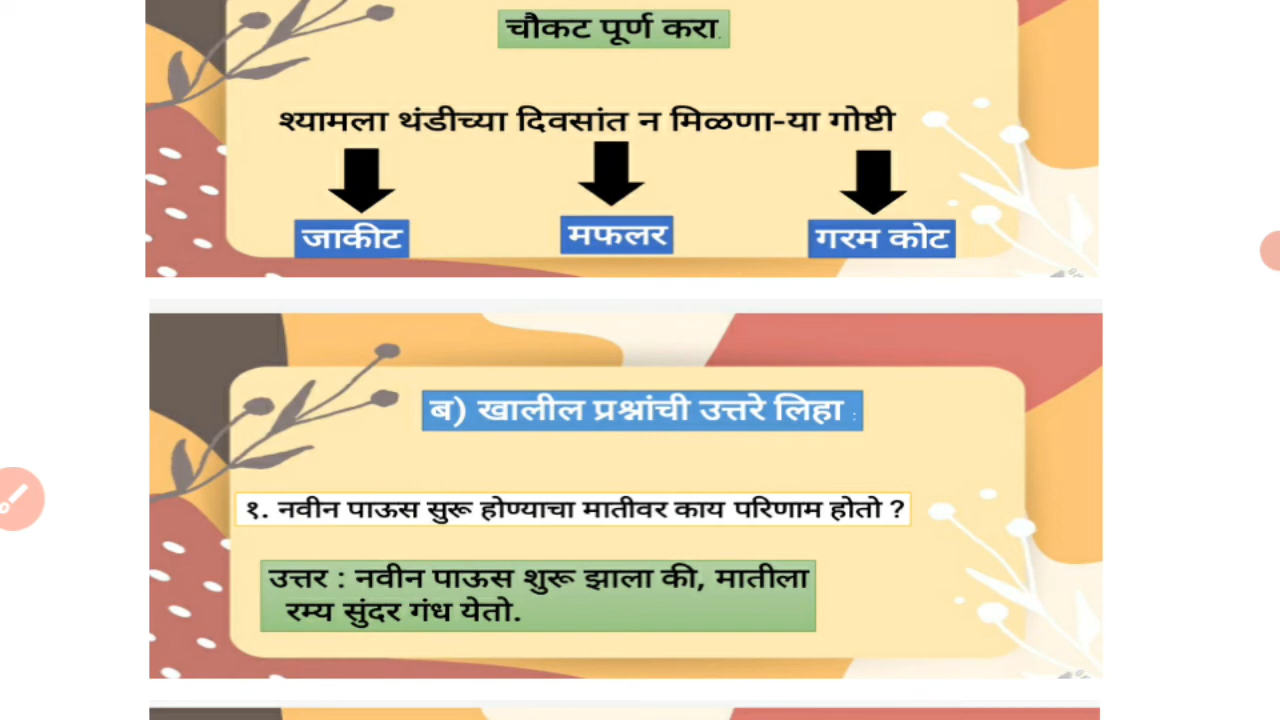 चौकट पूर्ण करा.
श्यामला थंडीच्या दिवसांत न मिळणा-या गोष्टी
जाकीट मफलर गरम कोट
ब) खालील प्रश्नांची उत्तरे लिहा :
१. नवीन पाऊस सुरू होण्याचा मातीवर काय परिणाम होतो ?
उत्तर : नवीन पाऊस शुरू झाला की, मातीला
रम्य सुंदर गंध येतो.